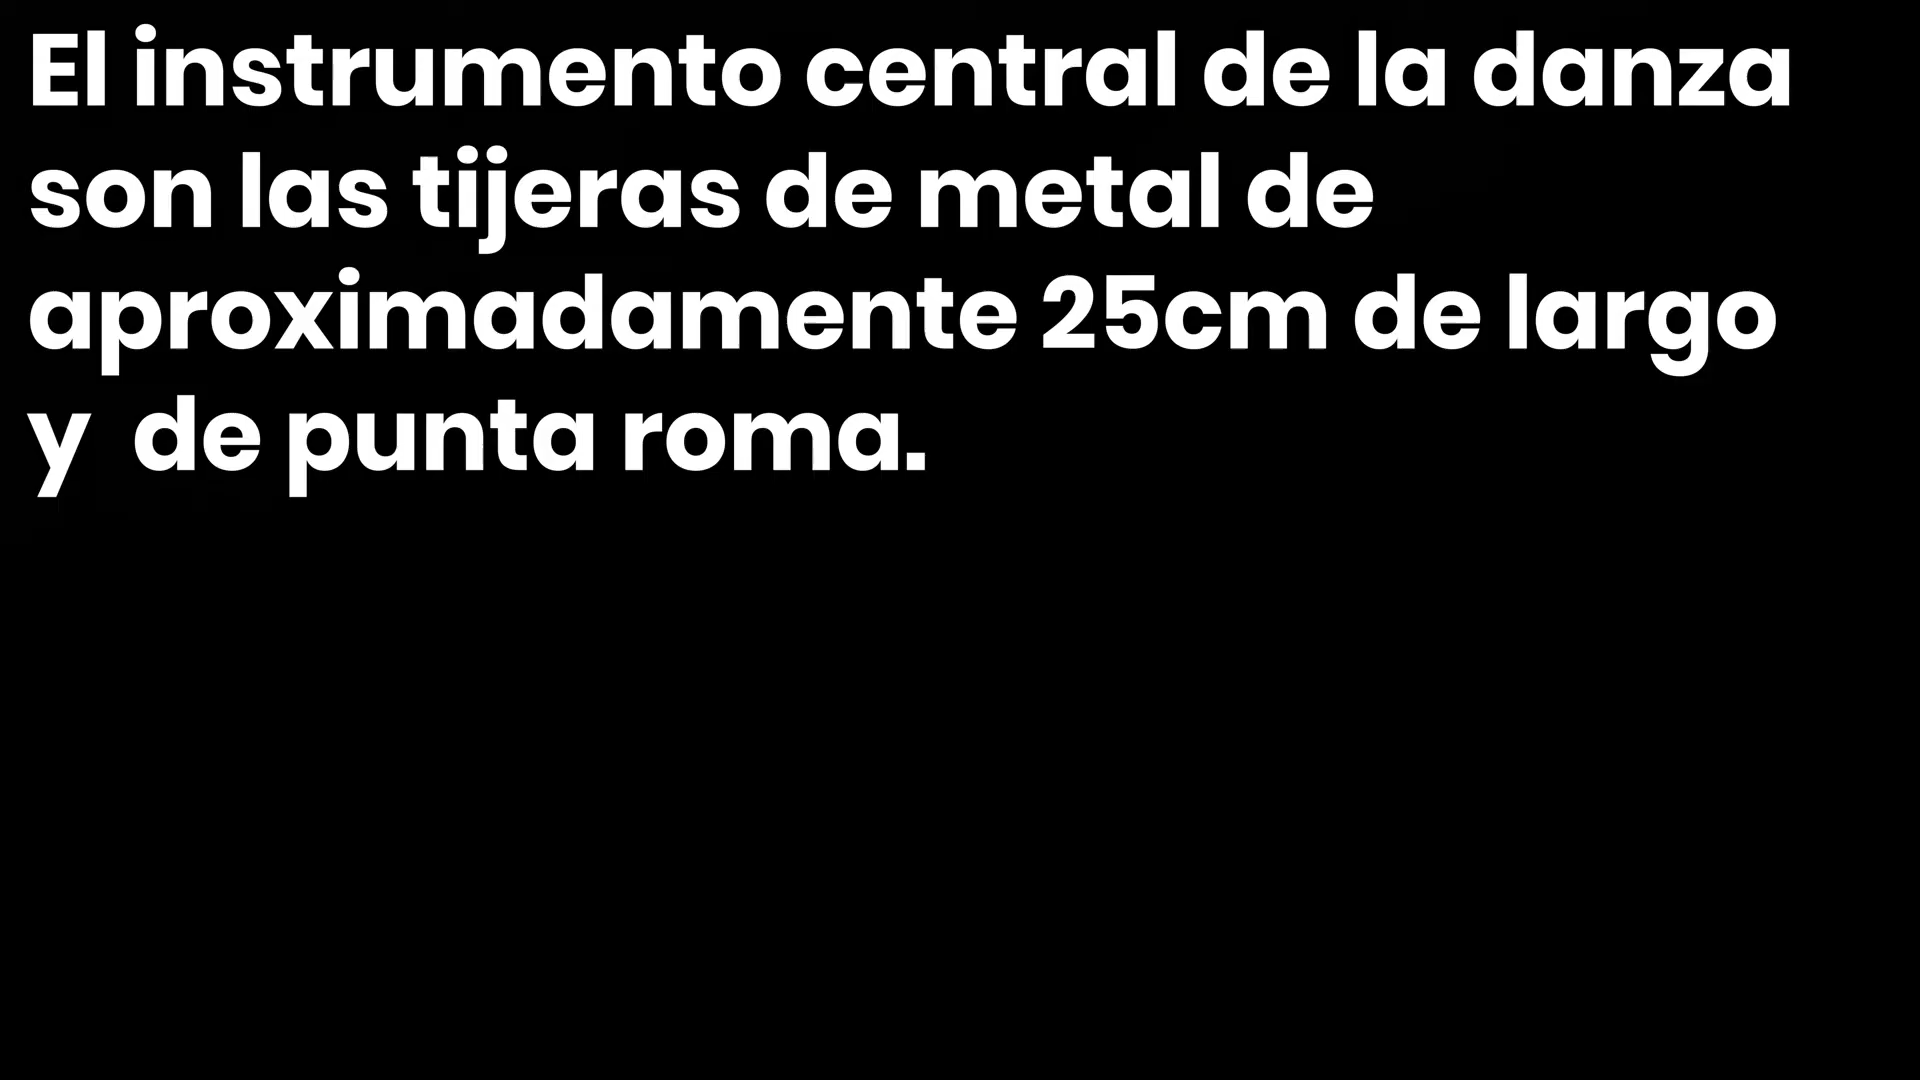 El instrumento central de la danza
son las tijeras de metal de
aproximadamente 25cm de largo
y  de punta roma.